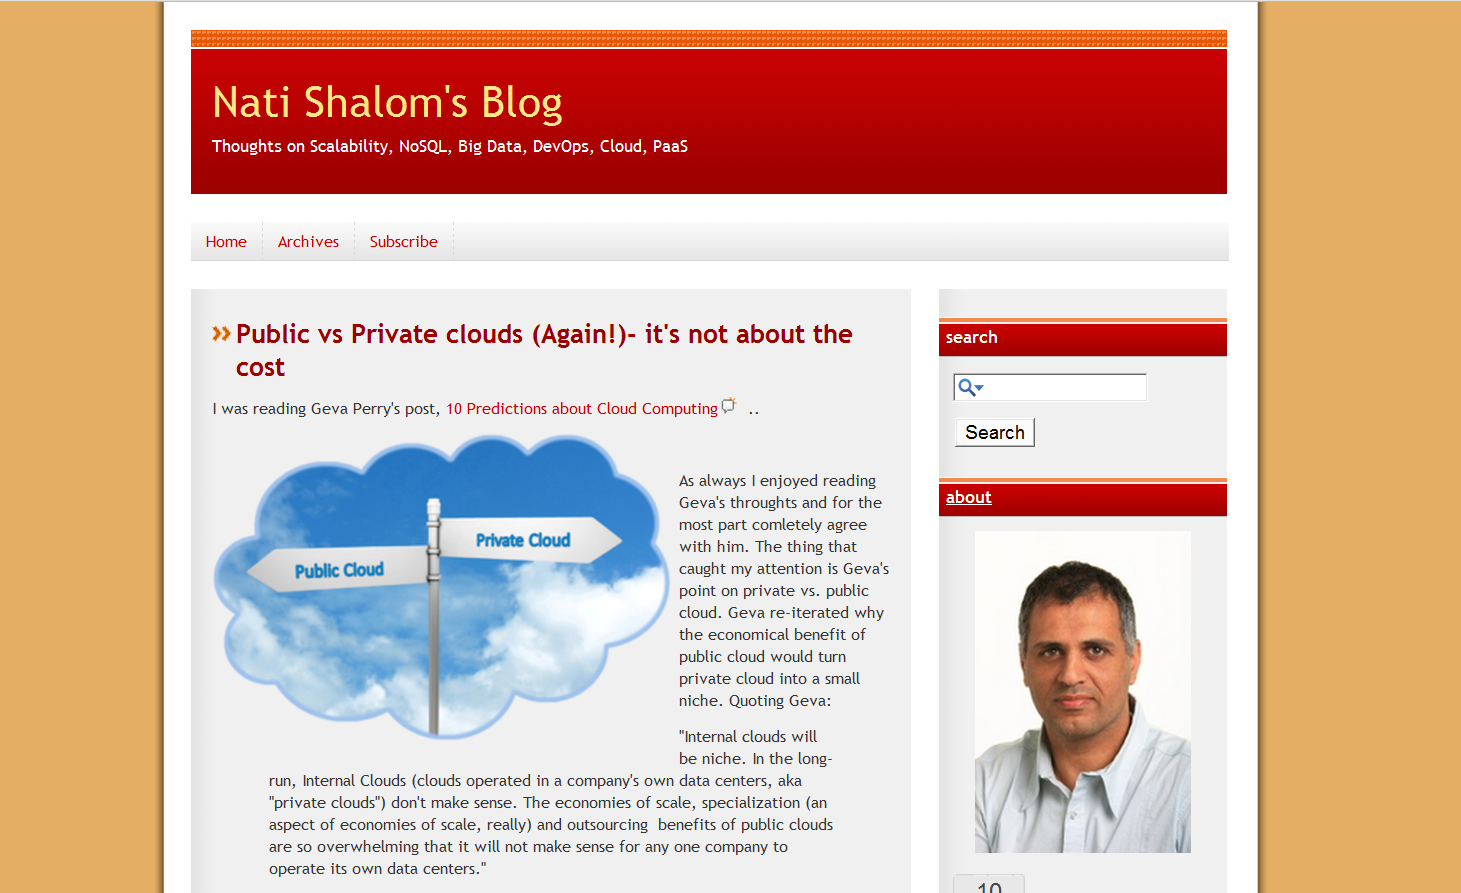 Nati Shalom's Blog
Thoughts on Scalability, NoSQL, Big Data, DevOps, Cloud, PaaS
Home
Archives
Subscribe
Public vs Private clouds (Again!)- it's not about the
cost
I was reading Geva Perry's post, 10 Predictions about Cloud Computing ..
Private Cloud
Public Cloud
As always I enjoyed reading
Geva's throughts and for the
most part comletely agree
with him. The thing that
caught my attention is Geva's
point on private vs. public
cloud. Geva re-iterated why
the economical benefit of
public cloud would turn
private cloud into a small
niche. Quoting Geva:
"Internal clouds will
be niche. In the long-
run, Internal Clouds (clouds operated in a company's own data centers, aka
"private clouds") don't make sense. The economies of scale, specialization (an
aspect of economies of scale, really) and outsourcing  benefits of public clouds
are so overwhelming that it will not make sense for any one company to
operate its own data centers."
search
Search
about
10